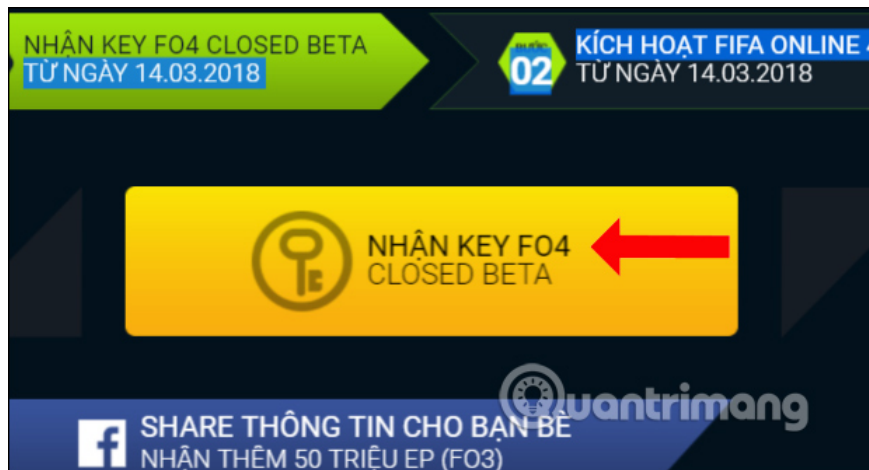 NHẬN KEY FO4 CLOSED BETA
TỪ NGÀY 14.03.2018
BƯỚC
02
KÍCH HOẠT FIFA ONLINE 4
TỪ NGÀY 14.03.2018
NHẬN KEY FO4
CLOSED BETA
Quantrimang
SHARE THÔNG TIN CHO BẠN BÈ
NHẬN THÊM 50 TRIỆU EP (FO3)